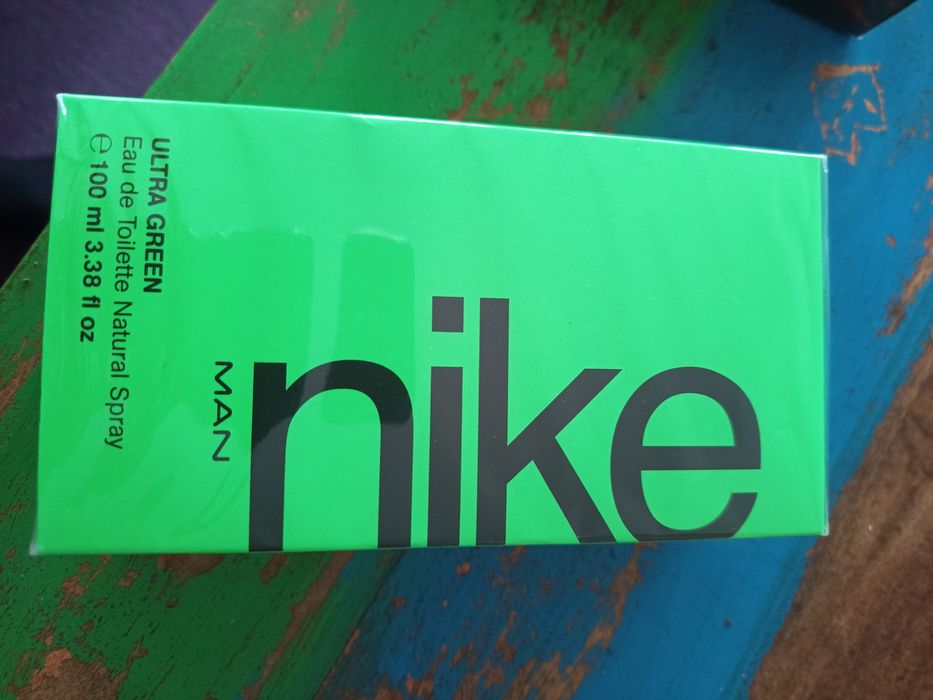 nike
MAN
ULTRA GREEN
Eau de Toilette Natural Spray
℮ 100 ml 3.38 fl oz